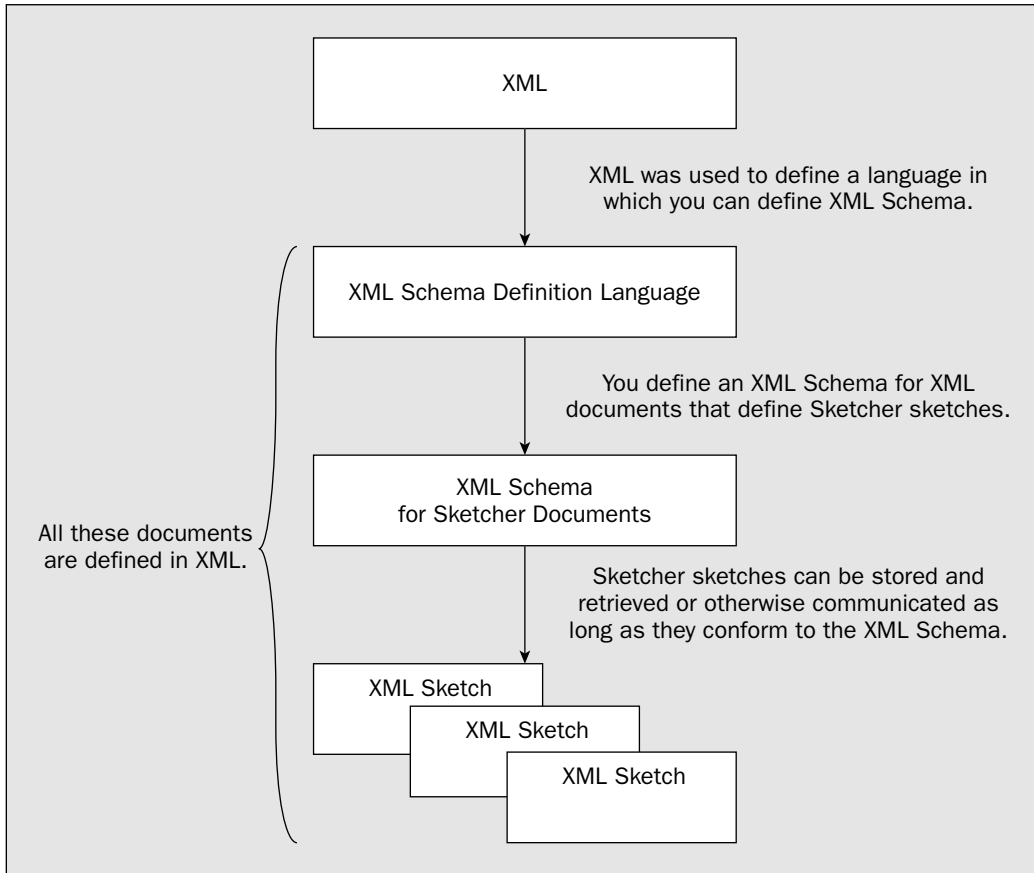 XML
XML was used to define a language in
which you can define XML Schema.
XML Schema Definition Language
You define an XML Schema for XML
documents that define Sketcher sketches.
XML Schema
for Sketcher Documents
All these documents
are defined in XML.
Sketcher sketches can be stored and
retrieved or otherwise communicated as
long as they conform to the XML Schema.
XML Sketch
XML Sketch
XML Sketch